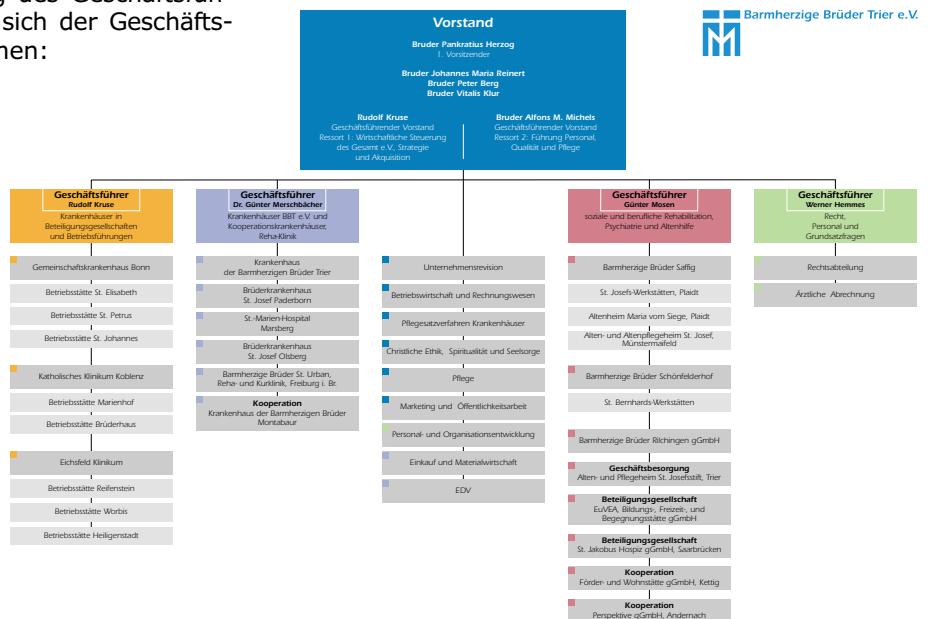 g des Geschäftsfüh-
sich der Geschäfts-
nen:
Barmherzige Brüder Trier e.V.
Vorstand
Bruder Pankratius Herzog
1. Vorsitzender
Bruder Johannes Maria Reinert
Bruder Peter Berg
Bruder Vitalis Klur
Rudolf Kruse
Geschäftsführender Vorstand
Ressort 1: Wirtschaftliche Steuerung
des Gesamt e.V., Strategie
und Akquisition
Bruder Alfons M. Michels
Geschäftsführender Vorstand
Ressort 2: Führung Personal,
Qualität und Pflege
Geschäftsführer
Rudolf Kruse
Krankenhäuser in
Beteiligungsgesellschaften
und Betriebsführungen
Gemeinschaftskrankenhaus Bonn
Betriebsstätte St. Elisabeth
Betriebsstätte St. Petrus
Betriebsstätte St. Johannes
Katholisches Klinikum Koblenz
Betriebsstätte Marienhof
Betriebsstätte Brüderhaus
Eichsfeld Klinikum
Betriebsstätte Reifenstein
Betriebsstätte Worbis
Betriebsstätte Heiligenstadt
Geschäftsführer
Dr. Günter Merschbächer
Krankenhäuser BBT e.V. und
Kooperationskrankenhäuser,
Reha-Klinik
Krankenhaus
der Barmherzigen Brüder Trier
Brüderkrankenhaus
St. Josef Paderborn
St.-Marien-Hospital
Marsberg
Brüderkrankenhaus
St. Josef Olsberg
Barmherzige Brüder St. Urban,
Reha- und Kurklinik, Freiburg i. Br.
Kooperation
Krankenhaus der Barmherzigen Brüder
Montabaur
Unternehmensrevision
Betriebswirtschaft und Rechnungswesen
Pflegesatzverfahren Krankenhäuser
Christliche Ethik, Spiritualität und Seelsorge
Pflege
Marketing und Öffentlichkeitsarbeit
Personal- und Organisationsentwicklung
Einkauf und Materialwirtschaft
EDV
Geschäftsführer
Günter Mosen
soziale und berufliche Rehabilitation,
Psychiatrie und Altenhilfe
Barmherzige Brüder Saffig
St. Josefs-Werkstätten, Plaidt
Altenheim Maria vom Siege, Plaidt
Alten- und Altenpflegeheim St. Josef,
Münstermaifeld
Barmherzige Brüder Schönfelderhof
St. Bernhards-Werkstätten
Barmherzige Brüder Rilchingen gGmbH
Geschäftsbesorgung
Alten- und Pflegeheim St. Josefsstift, Trier
Beteiligungsgesellschaft
EuVEA, Bildungs-, Freizeit-, und
Begegnungsstätte gGmbH
Beteiligungsgesellschaft
St. Jakobus Hospiz gGmbH, Saarbrücken
Kooperation
Förder- und Wohnstätte gGmbH, Kettig
Kooperation
Perspektive gGmbH, Andernach
Geschäftsführer
Werner Hemmes
Recht,
Personal und
Grundsatzfragen
Rechtsabteilung
Ärztliche Abrechnung